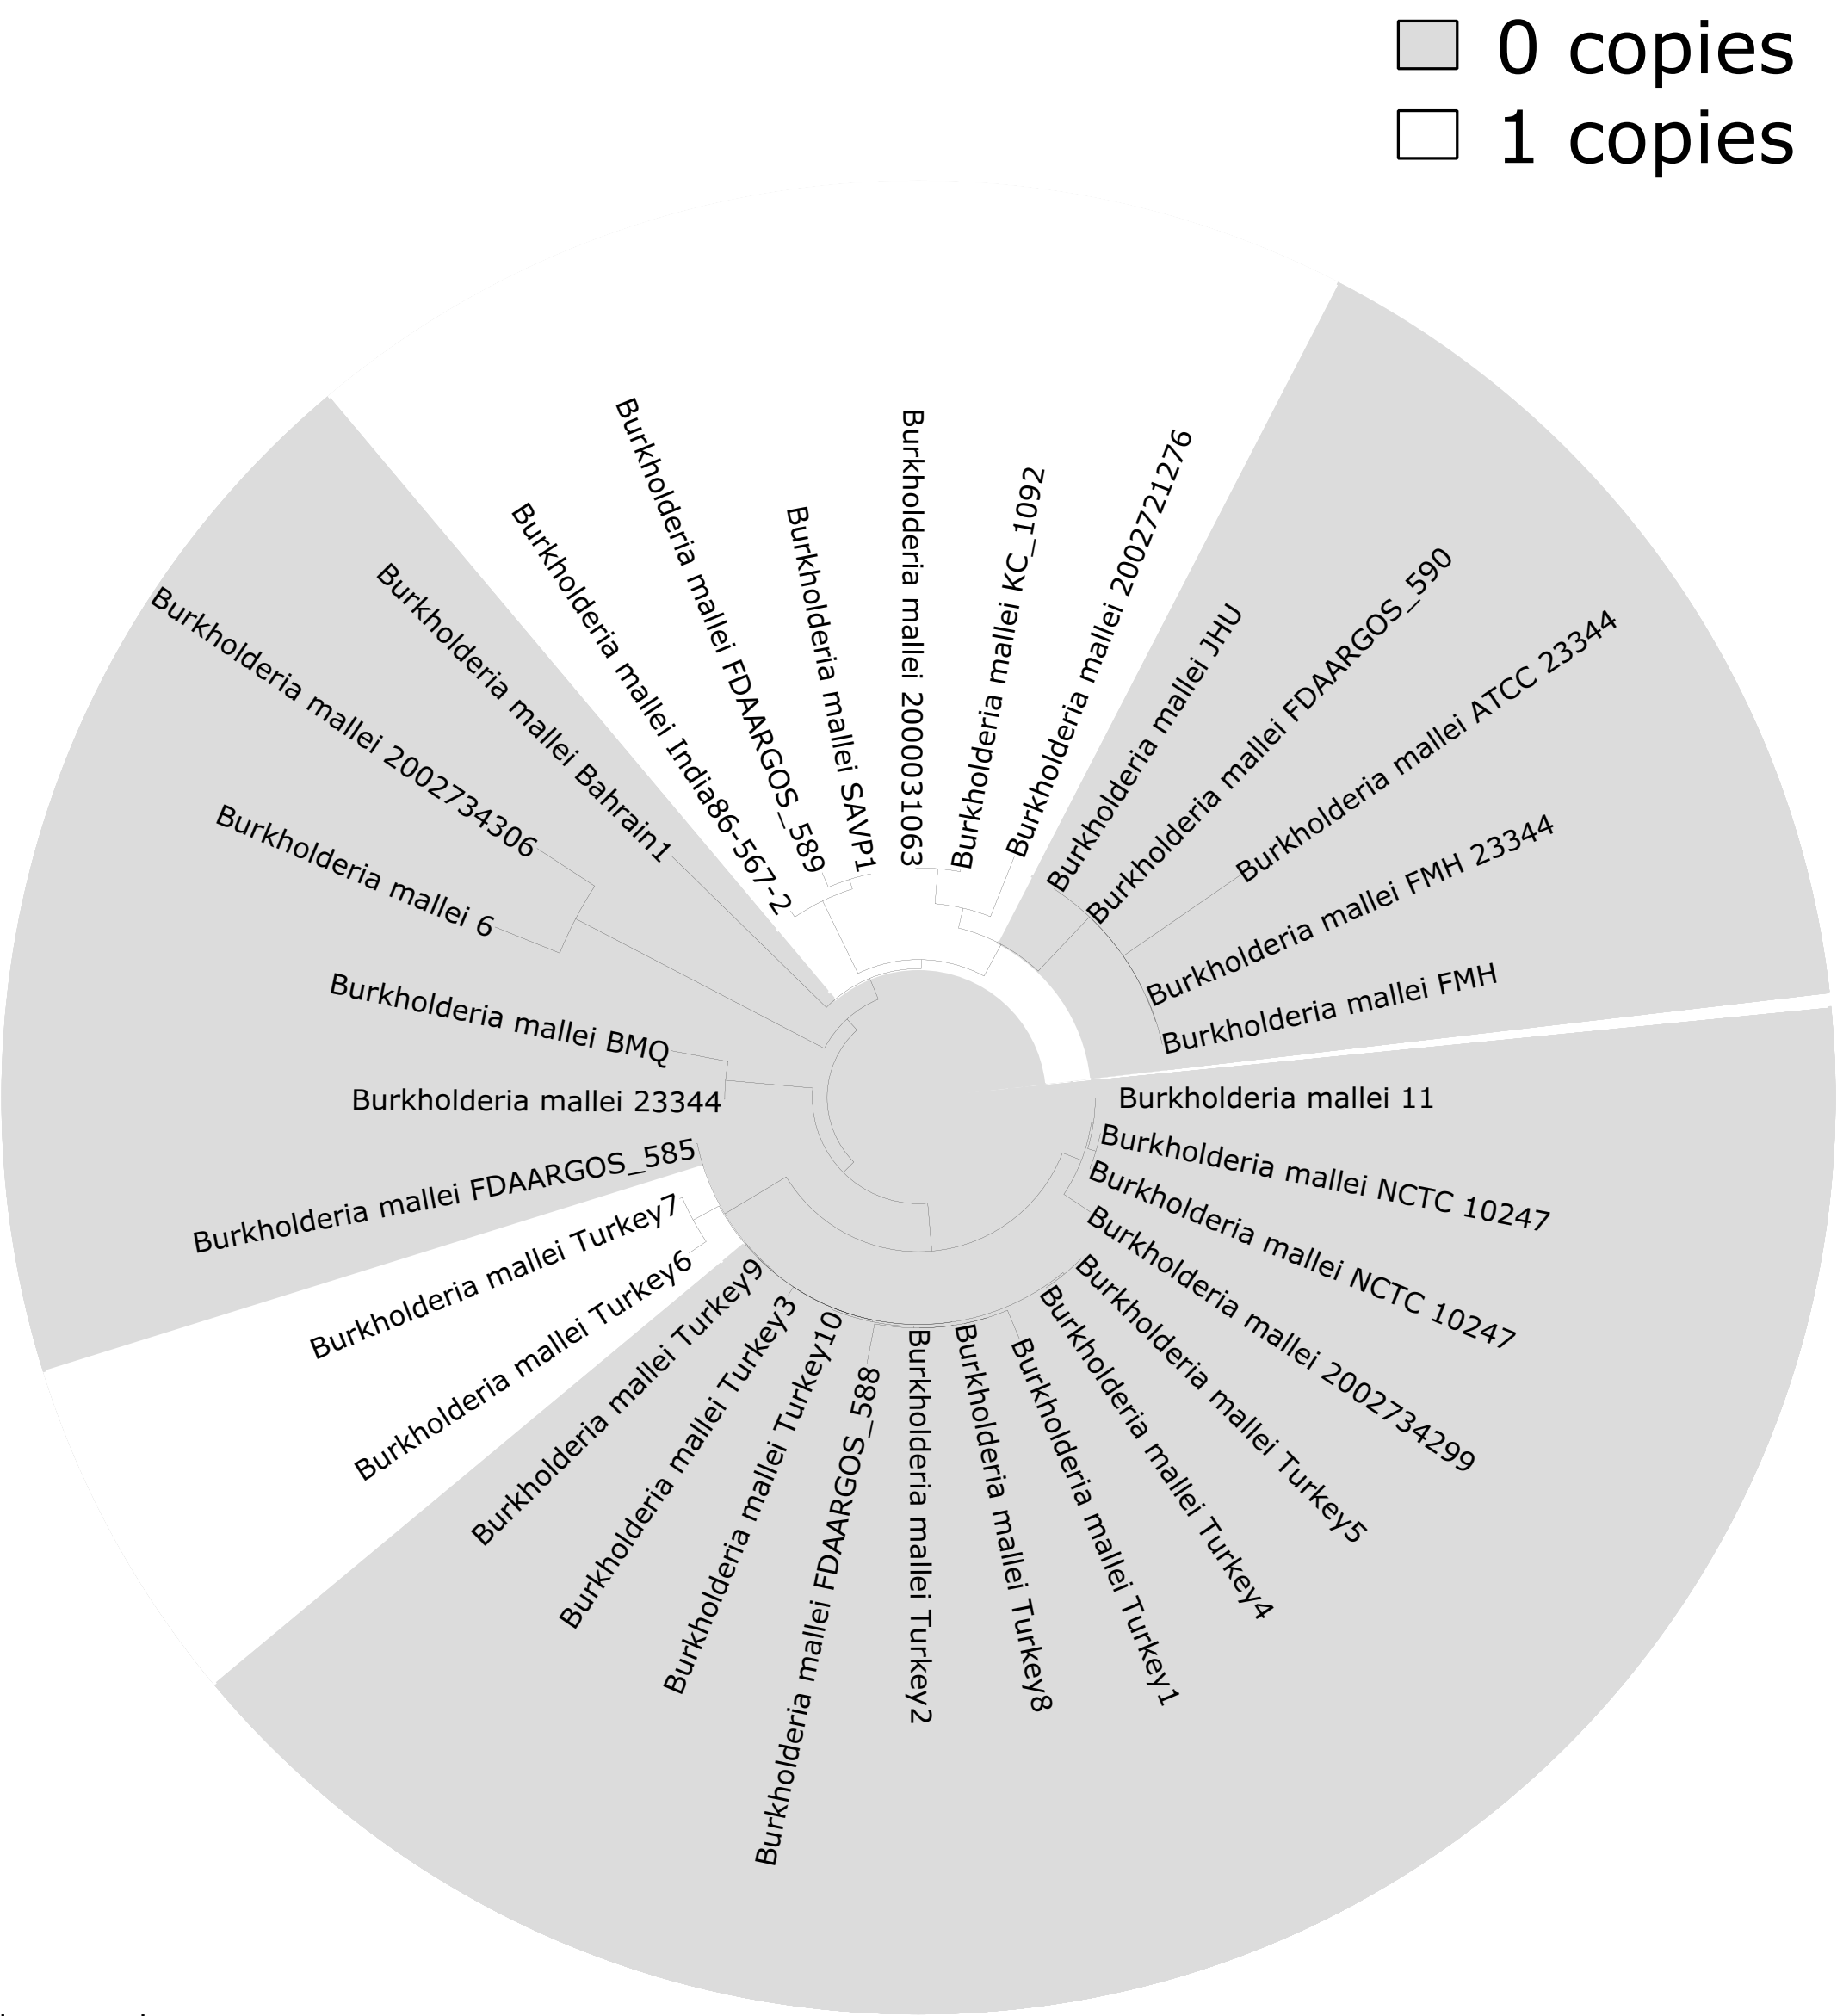 0 copies
1 copies
Burkholderia mallei 2002721276
Burkholderia mallei KC_1092
Burkholderia mallei 2000031063
Burkholderia mallei SAVP1
Burkholderia mallei FDAARGOS_589
Burkholderia mallei India86-567-2
Burkholderia mallei Bahrain1
Burkholderia mallei 2002734306
Burkholderia mallei 6
Burkholderia mallei BMQ
Burkholderia mallei 23344
Burkholderia mallei FDAARGOS_585
Burkholderia mallei Turkey7
Burkholderia mallei Turkey6
Burkholderia mallei Turkey9
Burkholderia mallei Turkey3
Burkholderia mallei Turkey10
Burkholderia mallei FDAARGOS_588
Burkholderia mallei Turkey2
Burkholderia mallei Turkey8
Burkholderia mallei Turkey1
Burkholderia mallei Turkey4
Burkholderia mallei Turkey5
Burkholderia mallei 2002734299
Burkholderia mallei NCTC 10247
Burkholderia mallei NCTC 10247
Burkholderia mallei 11
Burkholderia mallei FMH
Burkholderia mallei FMH 23344
Burkholderia mallei ATCC 23344
Burkholderia mallei FDAARGOS_590
Burkholderia mallei JHU